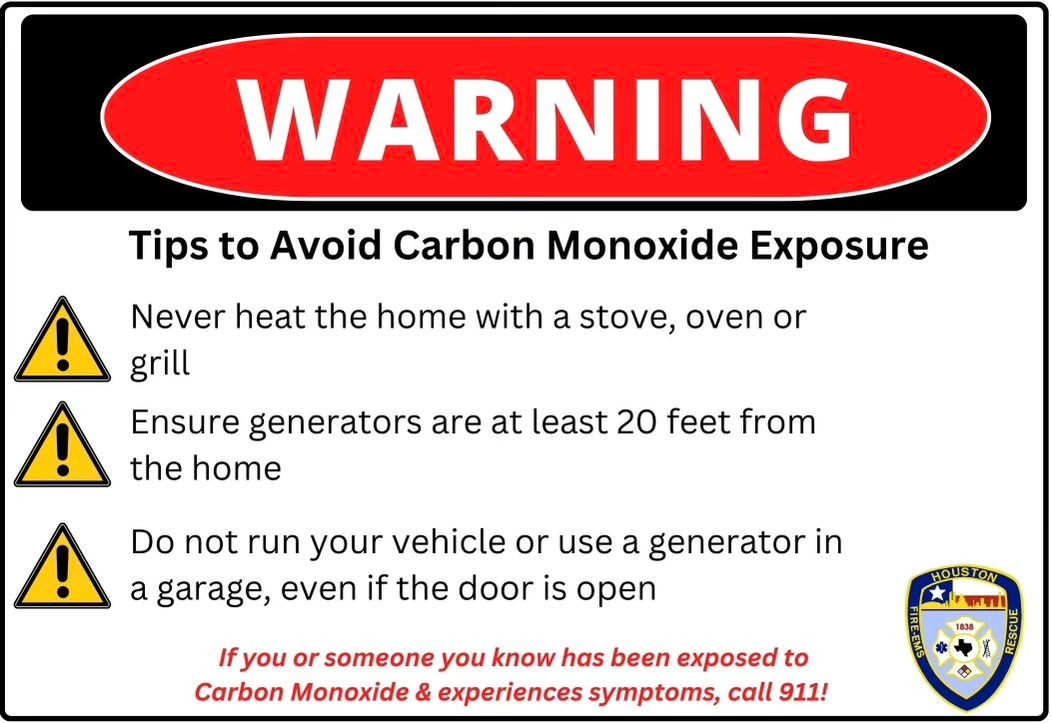 WARNING
Tips to Avoid Carbon Monoxide Exposure
Never heat the home with a stove, oven or
grill
Ensure generators are at least 20 feet from
the home
Do not run your vehicle or use a generator in
a garage, even if the door is open
If you or someone you know has been exposed to
Carbon Monoxide & experiences symptoms, call 911!
HOUSTON
FIRE-EMS
RESCUE
1838